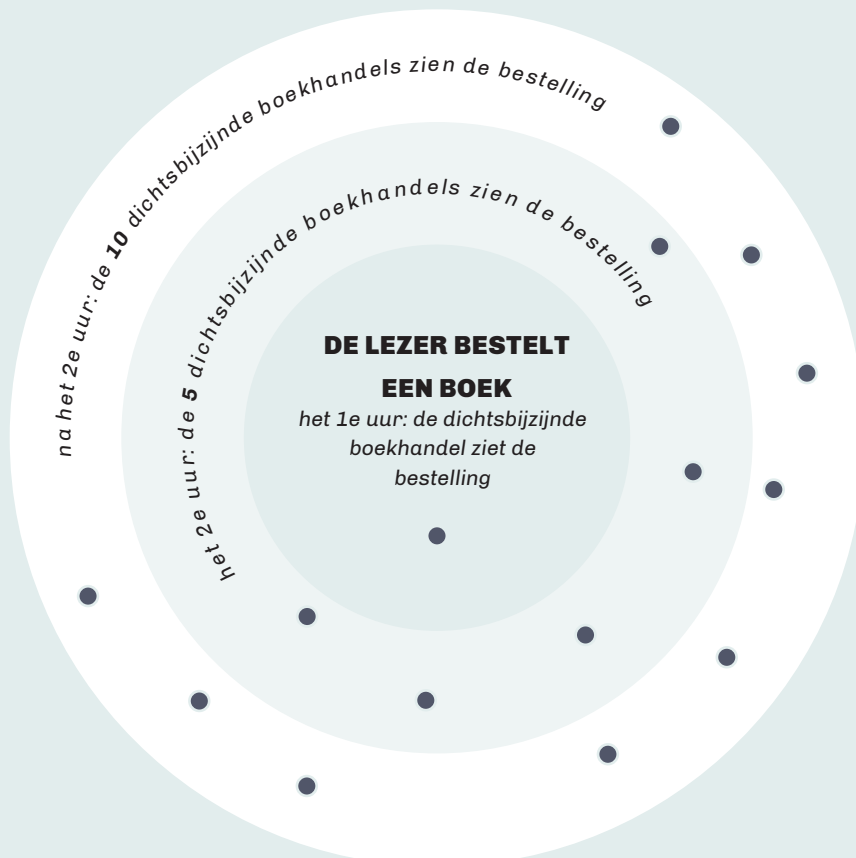 na het 2e uur: de 10 dichtsbijzijnde boekhandels zien de bestelling
het 2e uur: de 5 dichtsbijzijnde boekhandels zien de bestelling
DE LEZER BESTELT
EEN BOEK
het 1e uur: de dichtsbijzijnde
boekhandel ziet de
bestelling